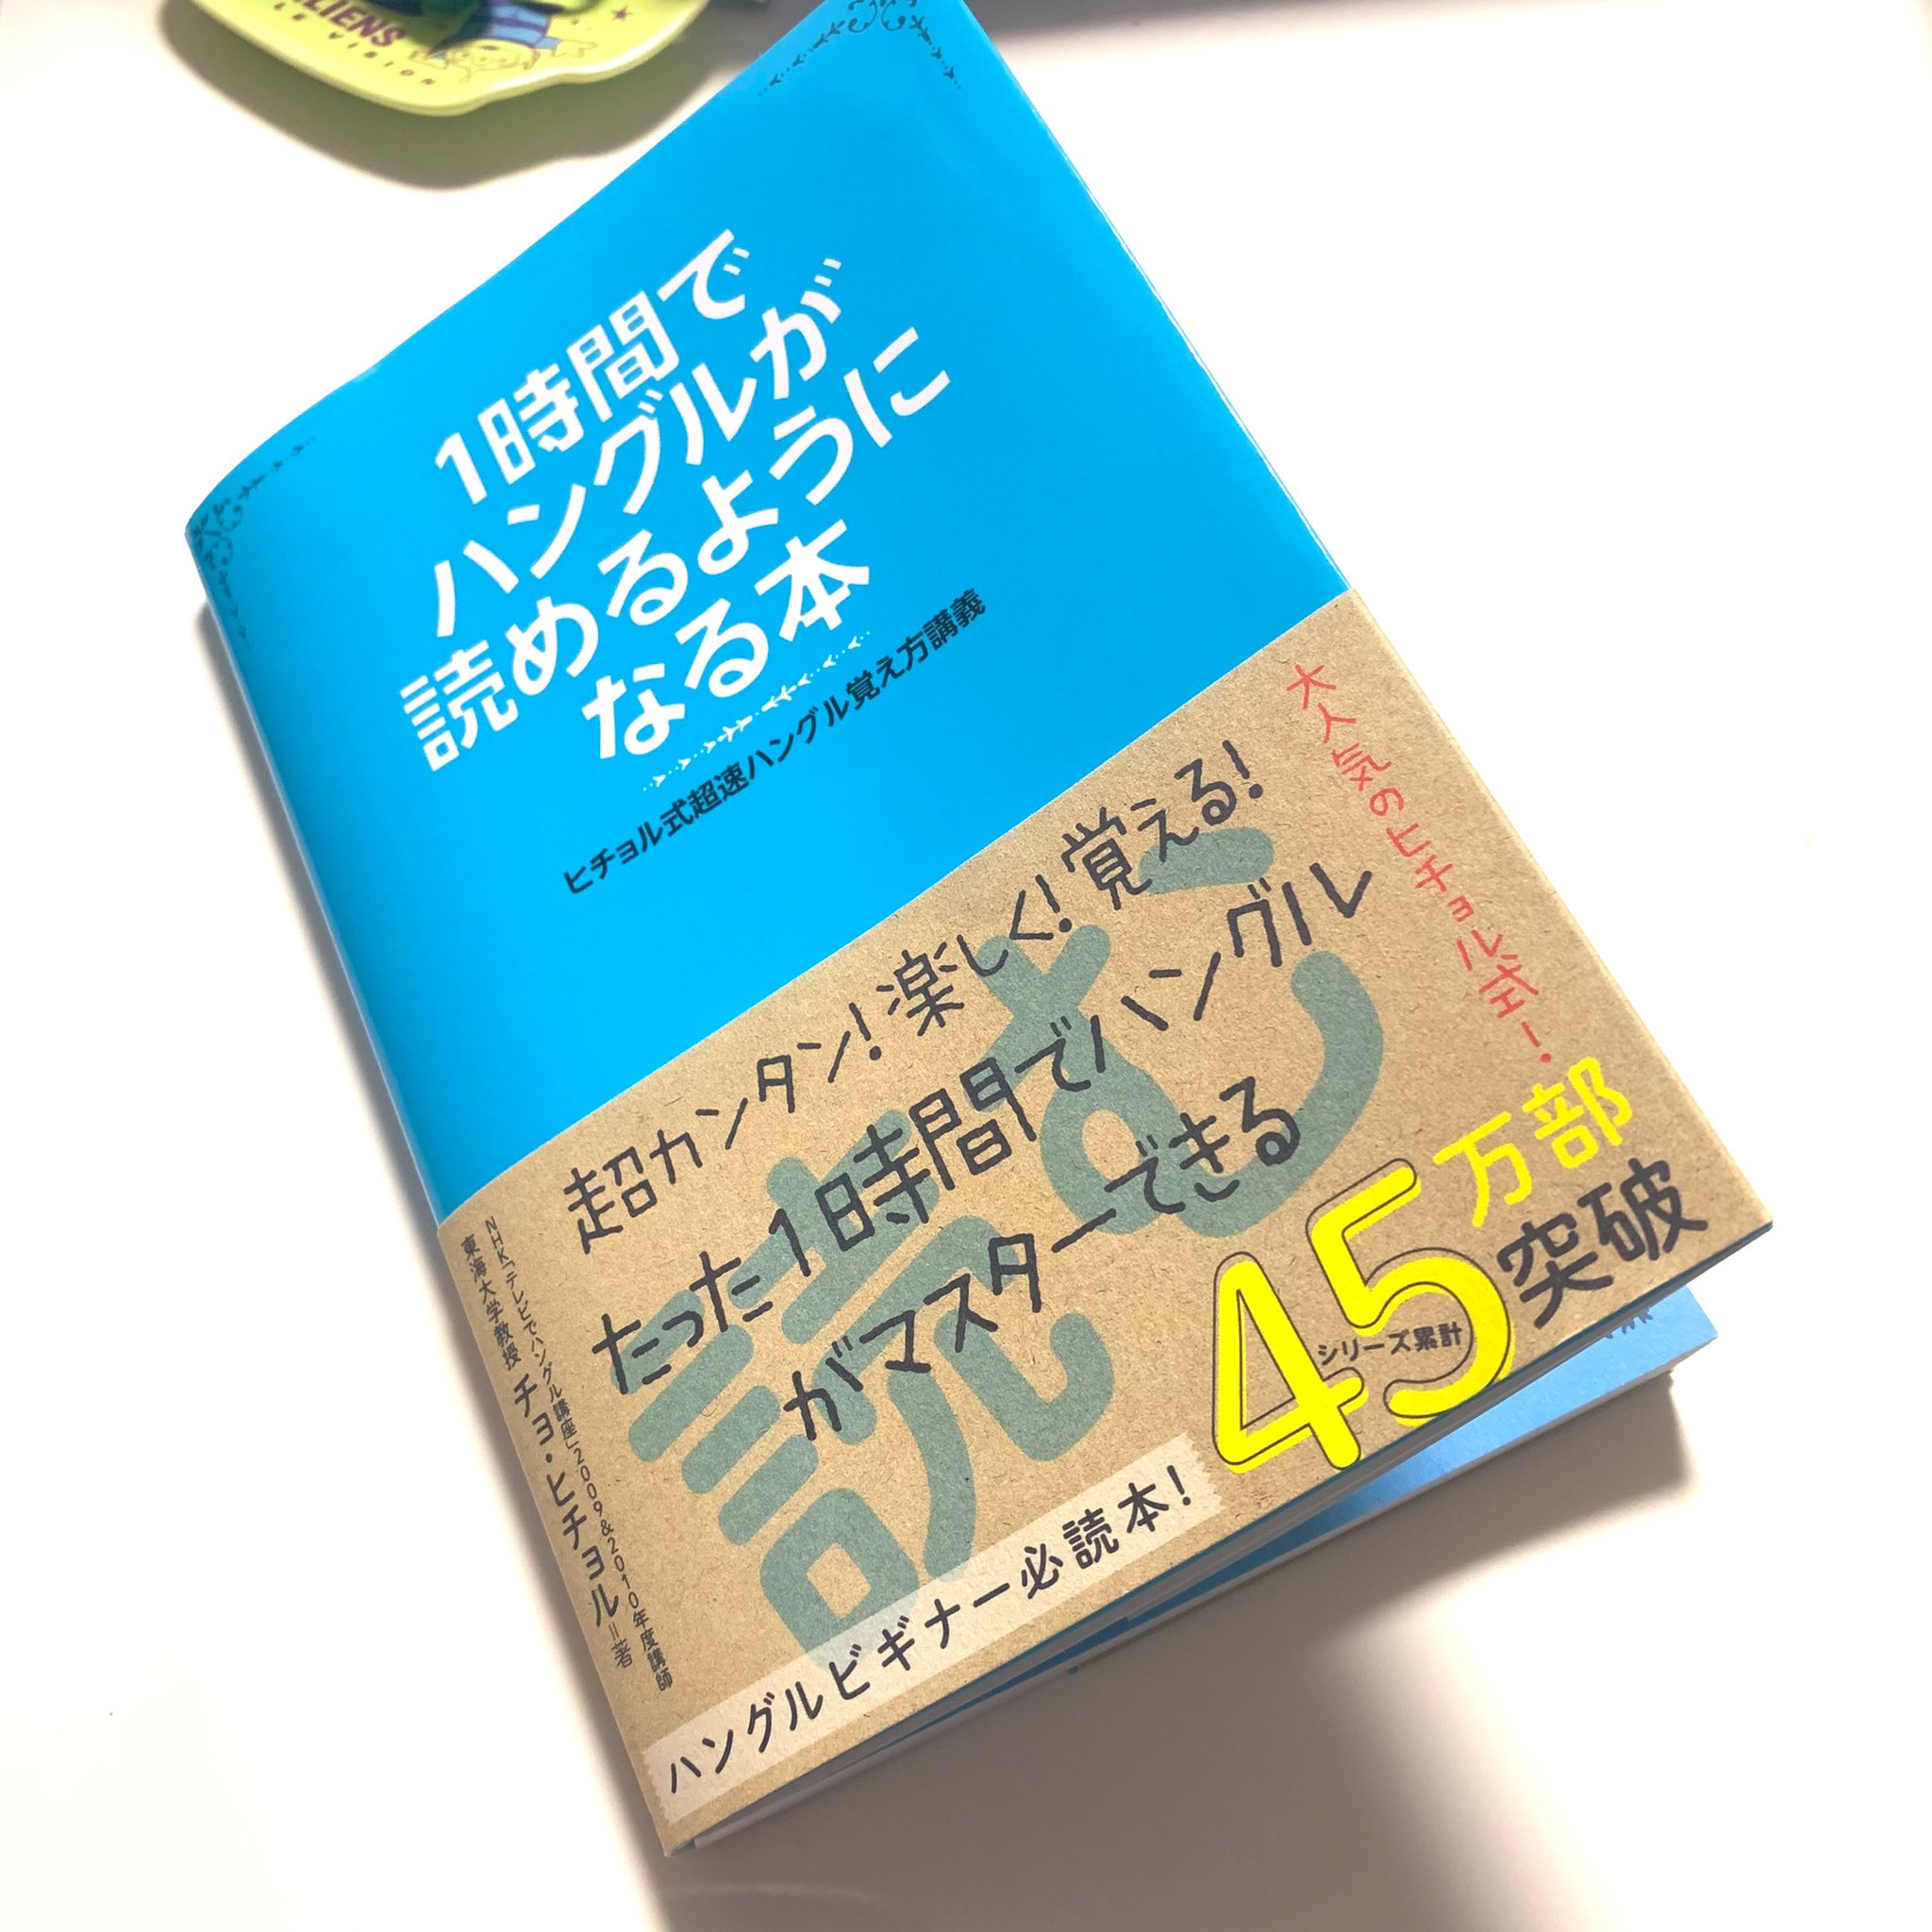 LIENS
VISION
1時間で
ハングルが
読めるように
なる本
ヒチョル式超速ハングル覚え方講義
大人気のヒチョル式!
超カンタン!楽しく!覚える!
たった1時間でハングル
がマスターできる
読む
45万部
突破
シリーズ累計
NHK「テレビでハングル講座」2009&2010年度講師
東海大学教授 チョ・ヒチョル=著
ハングルビギナー必読本!